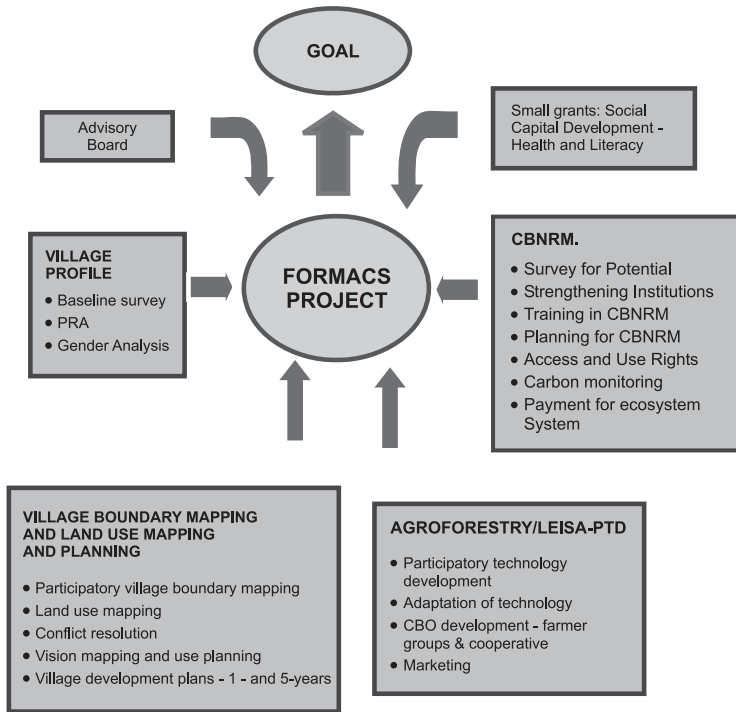 GOAL
Advisory
Board
Small grants: Social
Capital Development -
Health and Literacy
VILLAGE
PROFILE
• Baseline survey
• PRA
• Gender Analysis
FORMACS
PROJECT
CBNRM.
• Survey for Potential
• Strengthening Institutions
• Training in CBNRM
• Planning for CBNRM
• Access and Use Rights
• Carbon monitoring
• Payment for ecosystem
System
VILLAGE BOUNDARY MAPPING
AND LAND USE MAPPING
AND PLANNING
• Participatory village boundary mapping
• Land use mapping
• Conflict resolution
• Vision mapping and use planning
• Village development plans - 1 - and 5-years
AGROFORESTRY/LEISA-PTD
• Participatory technology
development
• Adaptation of technology
• CBO development - farmer
groups & cooperative
• Marketing